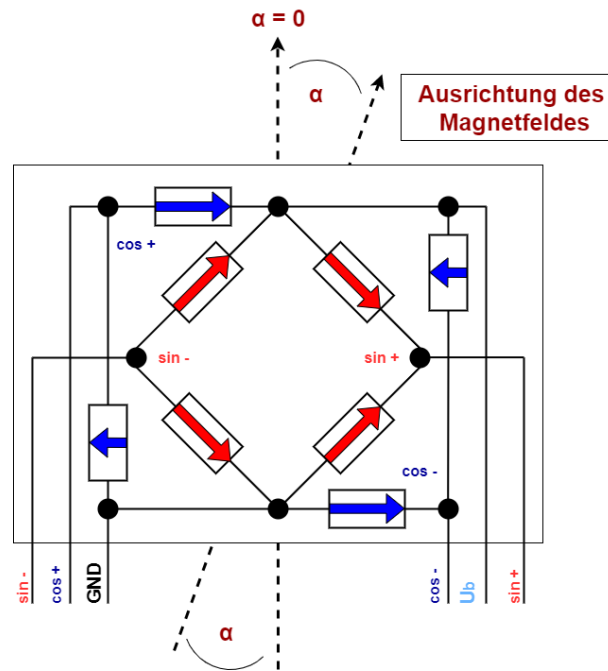 α = 0
α
Ausrichtung des
Magnetfeldes
cos +
sin -
sin +
cos -
sin -
cos +
GND
cos -
Ub
sin +
α